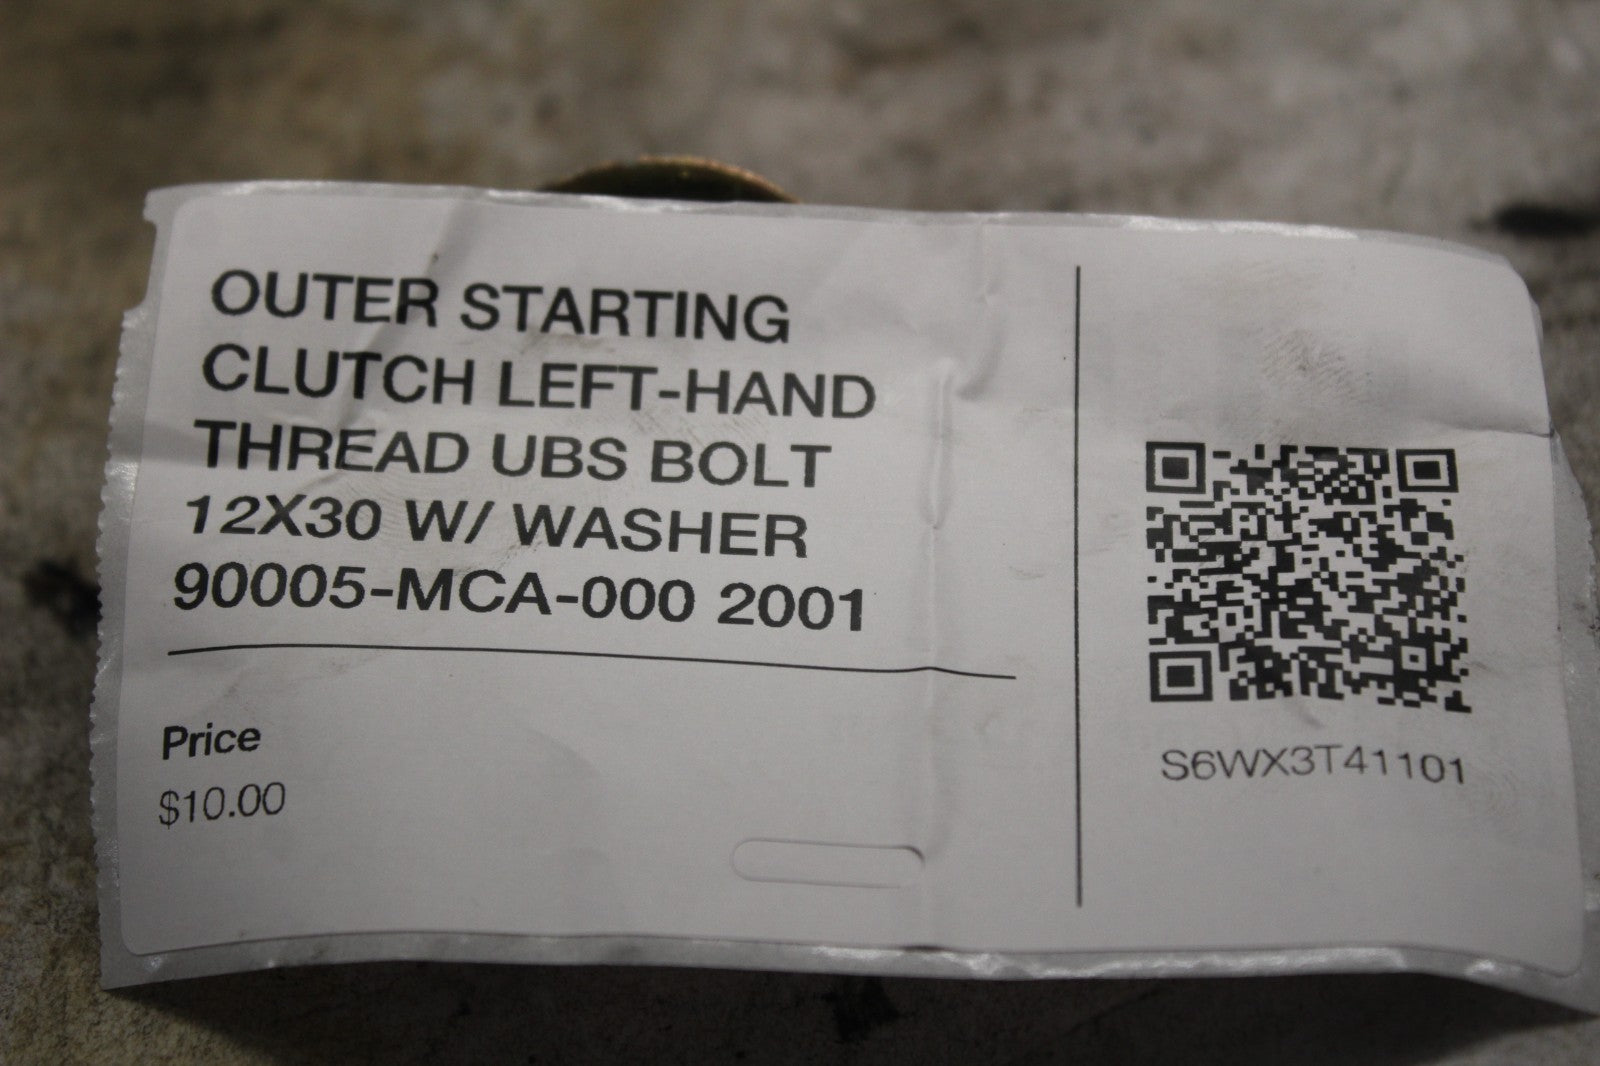 OUTER STARTING
CLUTCH LEFT-HAND
THREAD UBS BOLT
12X30 W/ WASHER
90005-MCA-000 2001
Price
$10.00
S6WX3T41101